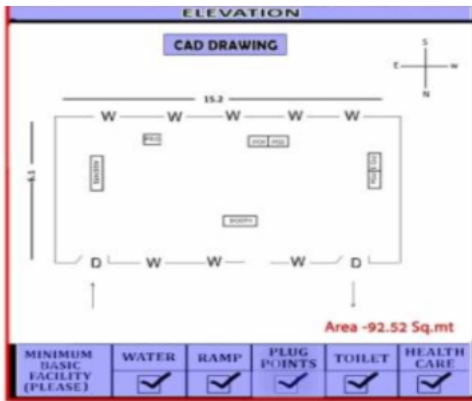 ELEVATION
CAD DRAWING
S
E
W
N
15.2
W W W W W
6.1
D W W W D
Area -92.52 Sq.mt
MINIMUM BASIC FACILITY (PLEASE)
WATER
RAMP
PLUG POINTS
TOILET
HEALTH CARE